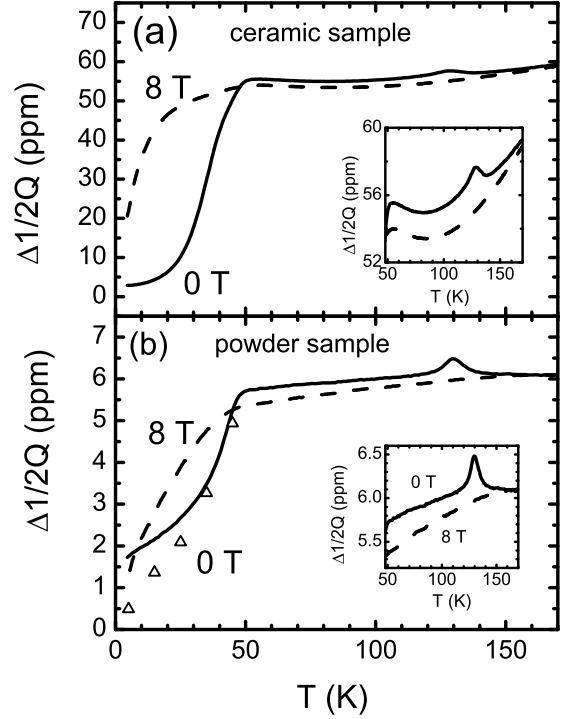 (a) ceramic sample
70
60
50
40
30
20
10
0
Δ1/2Q (ppm)
8 T
0 T
60
56
52
Δ1/2Q (ppm)
50 100 150
T (K)
(b) powder sample
7
6
5
4
3
2
1
0
Δ1/2Q (ppm)
8 T
0 T
6.5
6.0
5.5
Δ1/2Q (ppm)
0 T
8 T
50 100 150
T (K)
0 50 100 150
T (K)